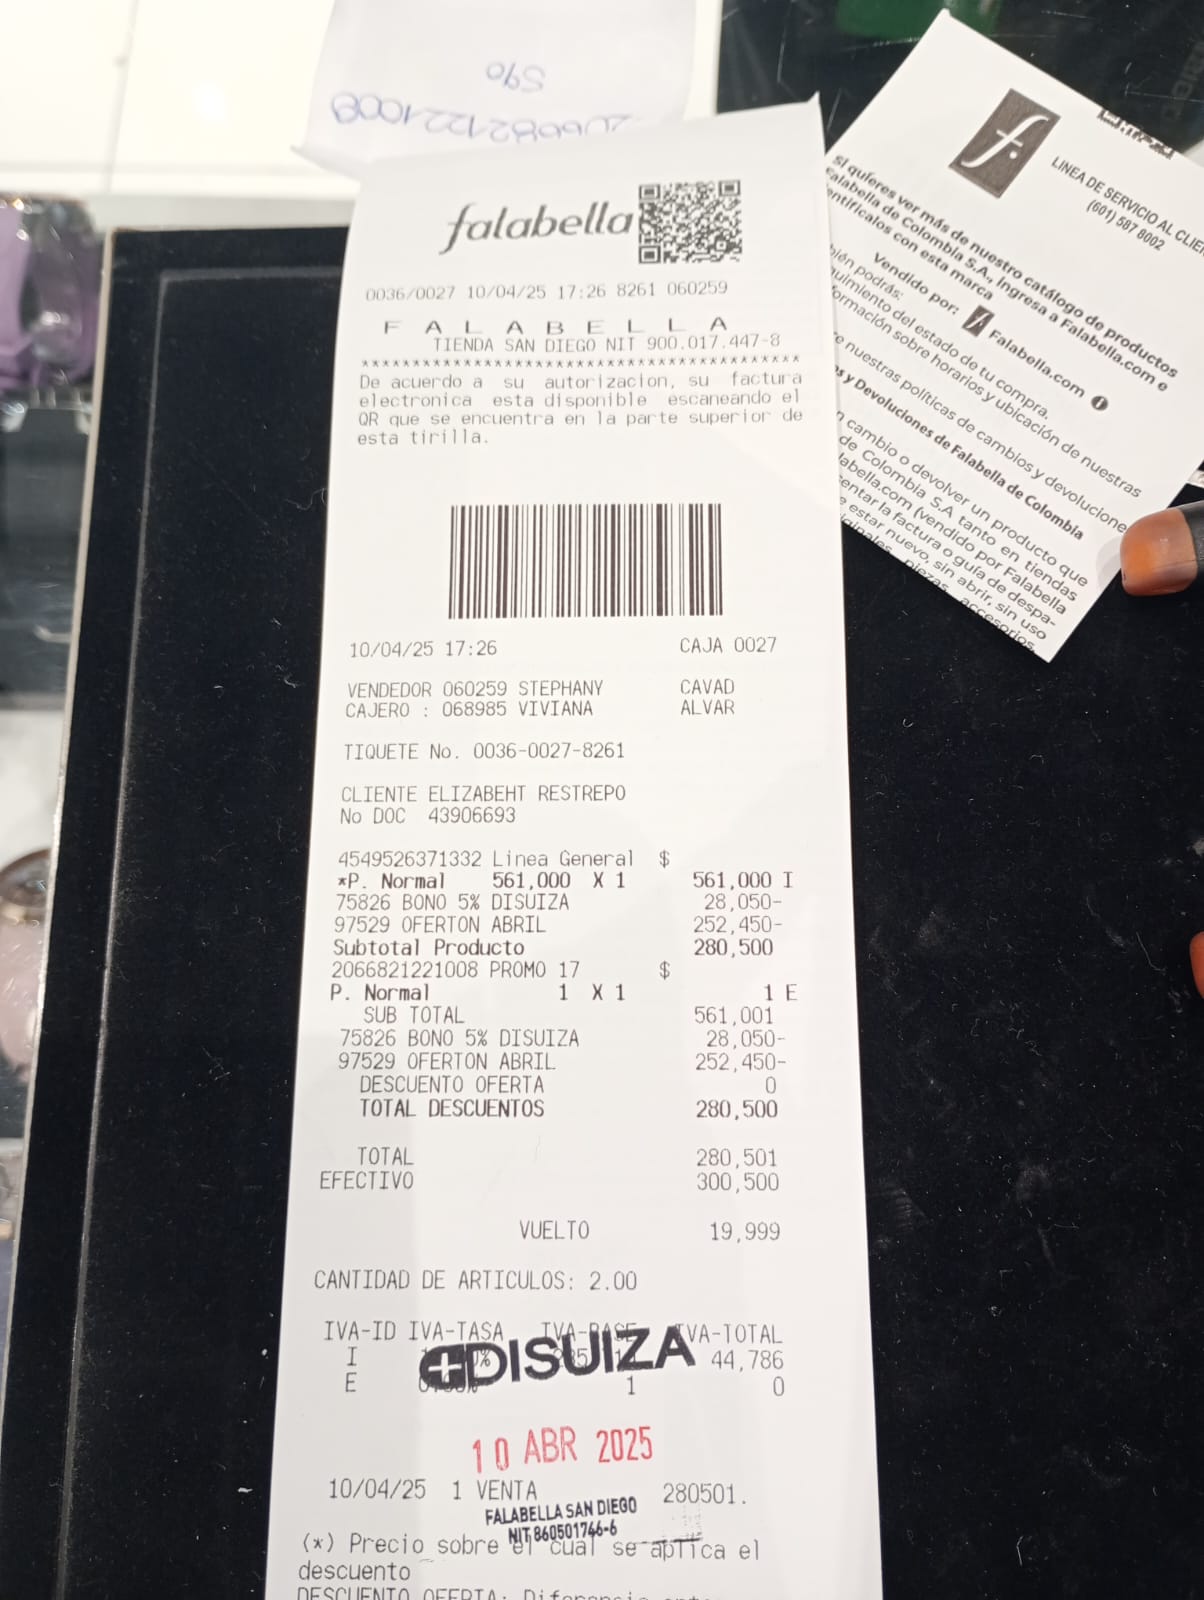 S90
2066821221008
falabella
0036/0027 10/04/25 17:26 8261 060259
F A L A B E L L A
TIENDA SAN DIEGO NIT 900.017.447-8
****************************************
De acuerdo a su autorizacion, su factura
electronica esta disponible escaneando el
QR que se encuentra en la parte superior de
esta tirilla.
10/04/25 17:26 CAJA 0027
VENDEDOR 060259 STEPHANY CAVAD
CAJERO : 068985 VIVIANA ALVAR
TIQUETE No. 0036-0027-8261
CLIENTE ELIZABEHT RESTREPO
No DOC 43906693
4549526371332 Linea General $
*P. Normal 561,000 X 1 561,000 I
75826 BONO 5% DISUIZA 28,050-
97529 OFERTON ABRIL 252,450-
Subtotal Producto 280,500
2066821221008 PROMO 17 $
P. Normal 1 X 1 1 E
SUB TOTAL 561,001
75826 BONO 5% DISUIZA 28,050-
97529 OFERTON ABRIL 252,450-
DESCUENTO OFERTA 0
TOTAL DESCUENTOS 280,500
TOTAL 280,501
EFECTIVO 300,500
VUELTO 19,999
CANTIDAD DE ARTICULOS: 2.00
IVA-ID IVA-TASA IVA-BASE IVA-TOTAL
I 44,786
E 1 0
DISUIZA
10 ABR 2025
10/04/25 1 VENTA 280501.
FALABELLA SAN DIEGO
NIT 860501746-6
(*) Precio sobre el cual se aplica el
descuento
DESCUENTO OFERTA:
f.
LINEA DE SERVICIO AL
(601) 587 8002
Si quieres ver más de nuestro catálogo de productos
Falabella de Colombia S.A., ingresa a Falabella.com e
identifícalos con esta marca
Vendido por: f Falabella.com i
podrás:
del estado de tu compra.
sobre horarios y ubicación de nuestras
nuestras políticas de cambios y devoluciones
y Devoluciones de Falabella de Colombia
cambio o devolver un producto que
de Colombia S.A tanto en tiendas
(vendido por Falabella
la factura o guía de despa-
estar nuevo, sin abrir, sin uso
piezas, accesorios,